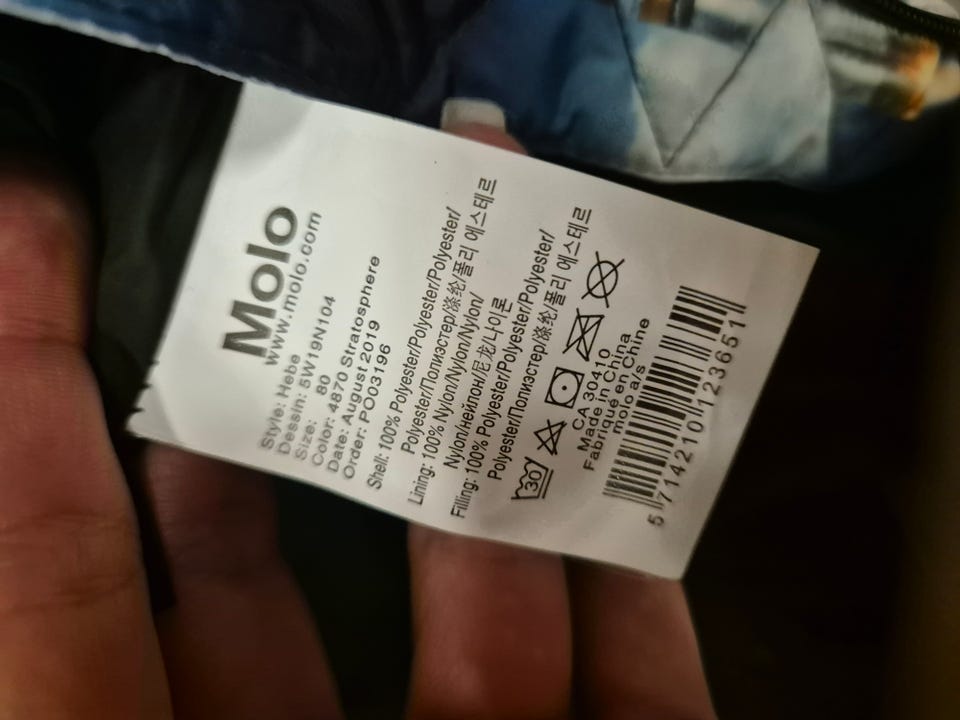 Molo
www.molo.com
Style: Hebe
Dessin: 5W19N104
Size: 80
Color: 4870 Stratosphere
Date: August 2019
Order: PO03196
Shell: 100% Polyester/Polyester/Polyester/
Polyester/Полиэстер/涤纶/폴리 에스테르
Lining: 100% Nylon/Nylon/Nylon/
Nylon/нейлон/尼龙/나이론
Filling: 100% Polyester/Polyester/Polyester/
Polyester/Полиэстер/涤纶/폴리 에스테르
30
CA 30410
Made in China
Fabriqué en Chine
molo a/s
5 714210 123651